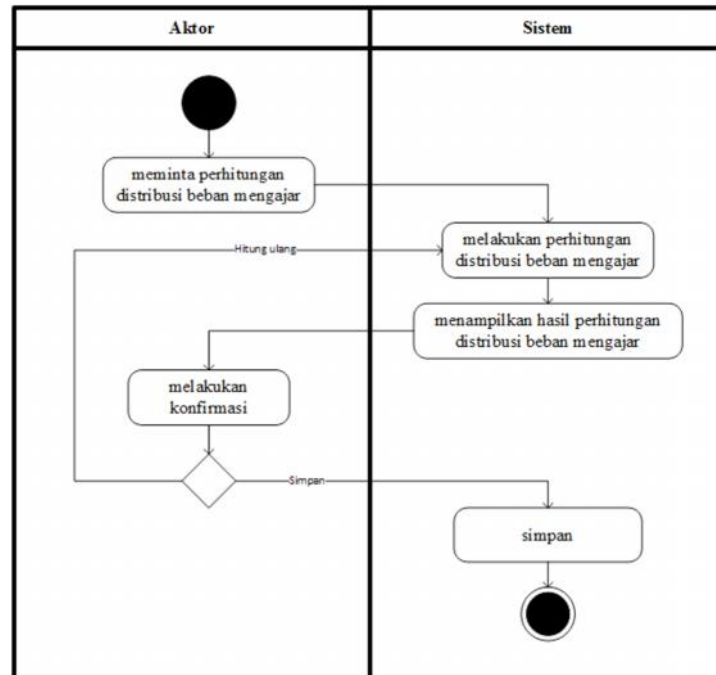 Aktor
Sistem
meminta perhitungan
distribusi beban mengajar
melakukan perhitungan
distribusi beban mengajar
Hitung ulang
menampilkan hasil perhitungan
distribusi beban mengajar
melakukan
konfirmasi
Simpan
simpan